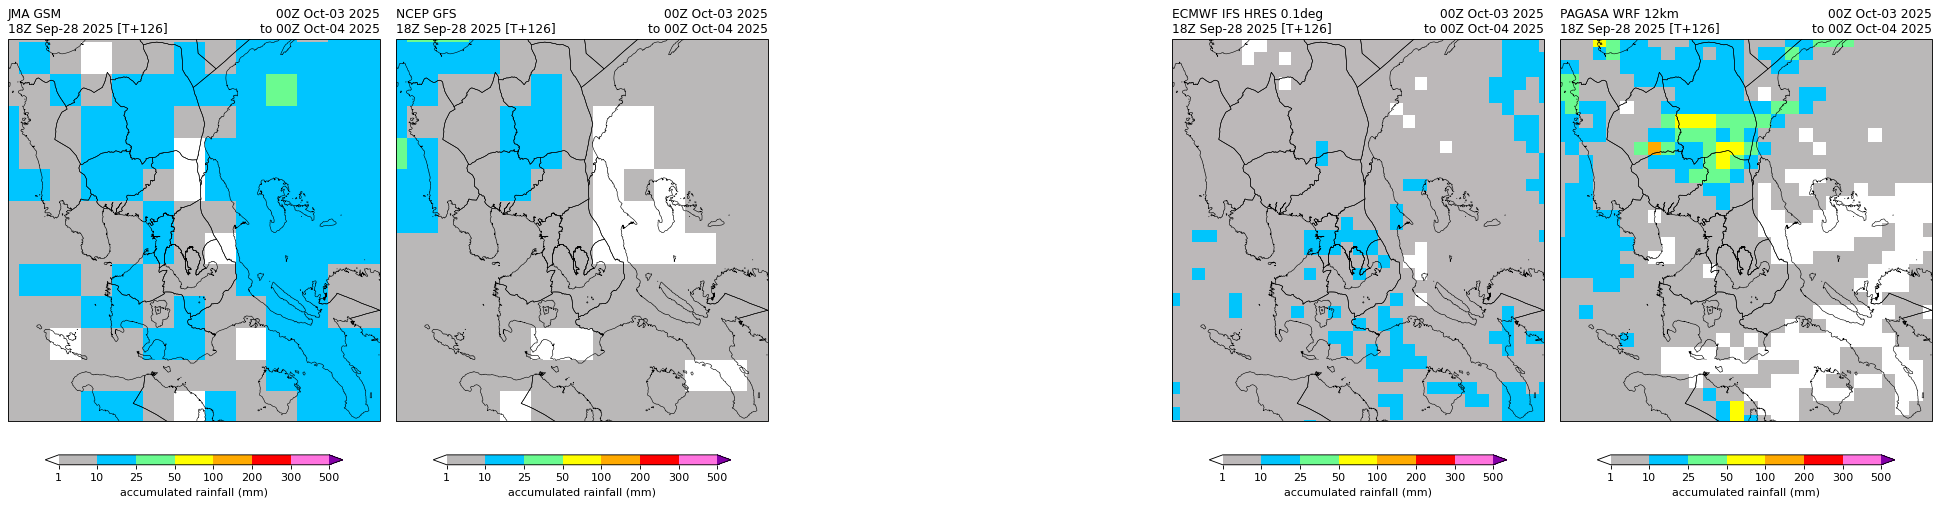 JMA GSM 00Z Oct-03 2025
18Z Sep-28 2025 [T+126] to 00Z Oct-04 2025
1 10 25 50 100 200 300 500
accumulated rainfall (mm)
NCEP GFS 00Z Oct-03 2025
18Z Sep-28 2025 [T+126] to 00Z Oct-04 2025
1 10 25 50 100 200 300 500
accumulated rainfall (mm)
ECMWF IFS HRES 0.1deg 00Z Oct-03 2025
18Z Sep-28 2025 [T+126] to 00Z Oct-04 2025
1 10 25 50 100 200 300 500
accumulated rainfall (mm)
PAGASA WRF 12km 00Z Oct-03 2025
18Z Sep-28 2025 [T+126] to 00Z Oct-04 2025
1 10 25 50 100 200 300 500
accumulated rainfall (mm)